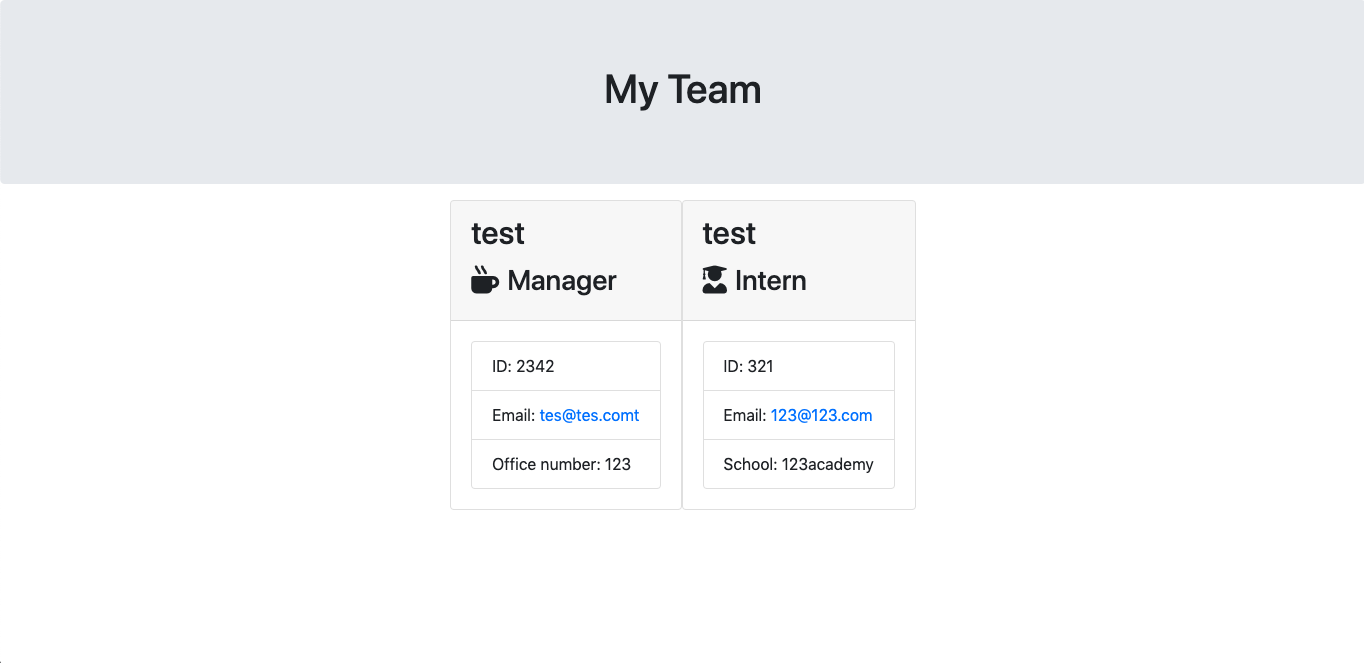 My Team
test
Manager
ID: 2342
Email: tes@tes.comt
Office number: 123
test
Intern
ID: 321
Email: 123@123.com
School: 123academy